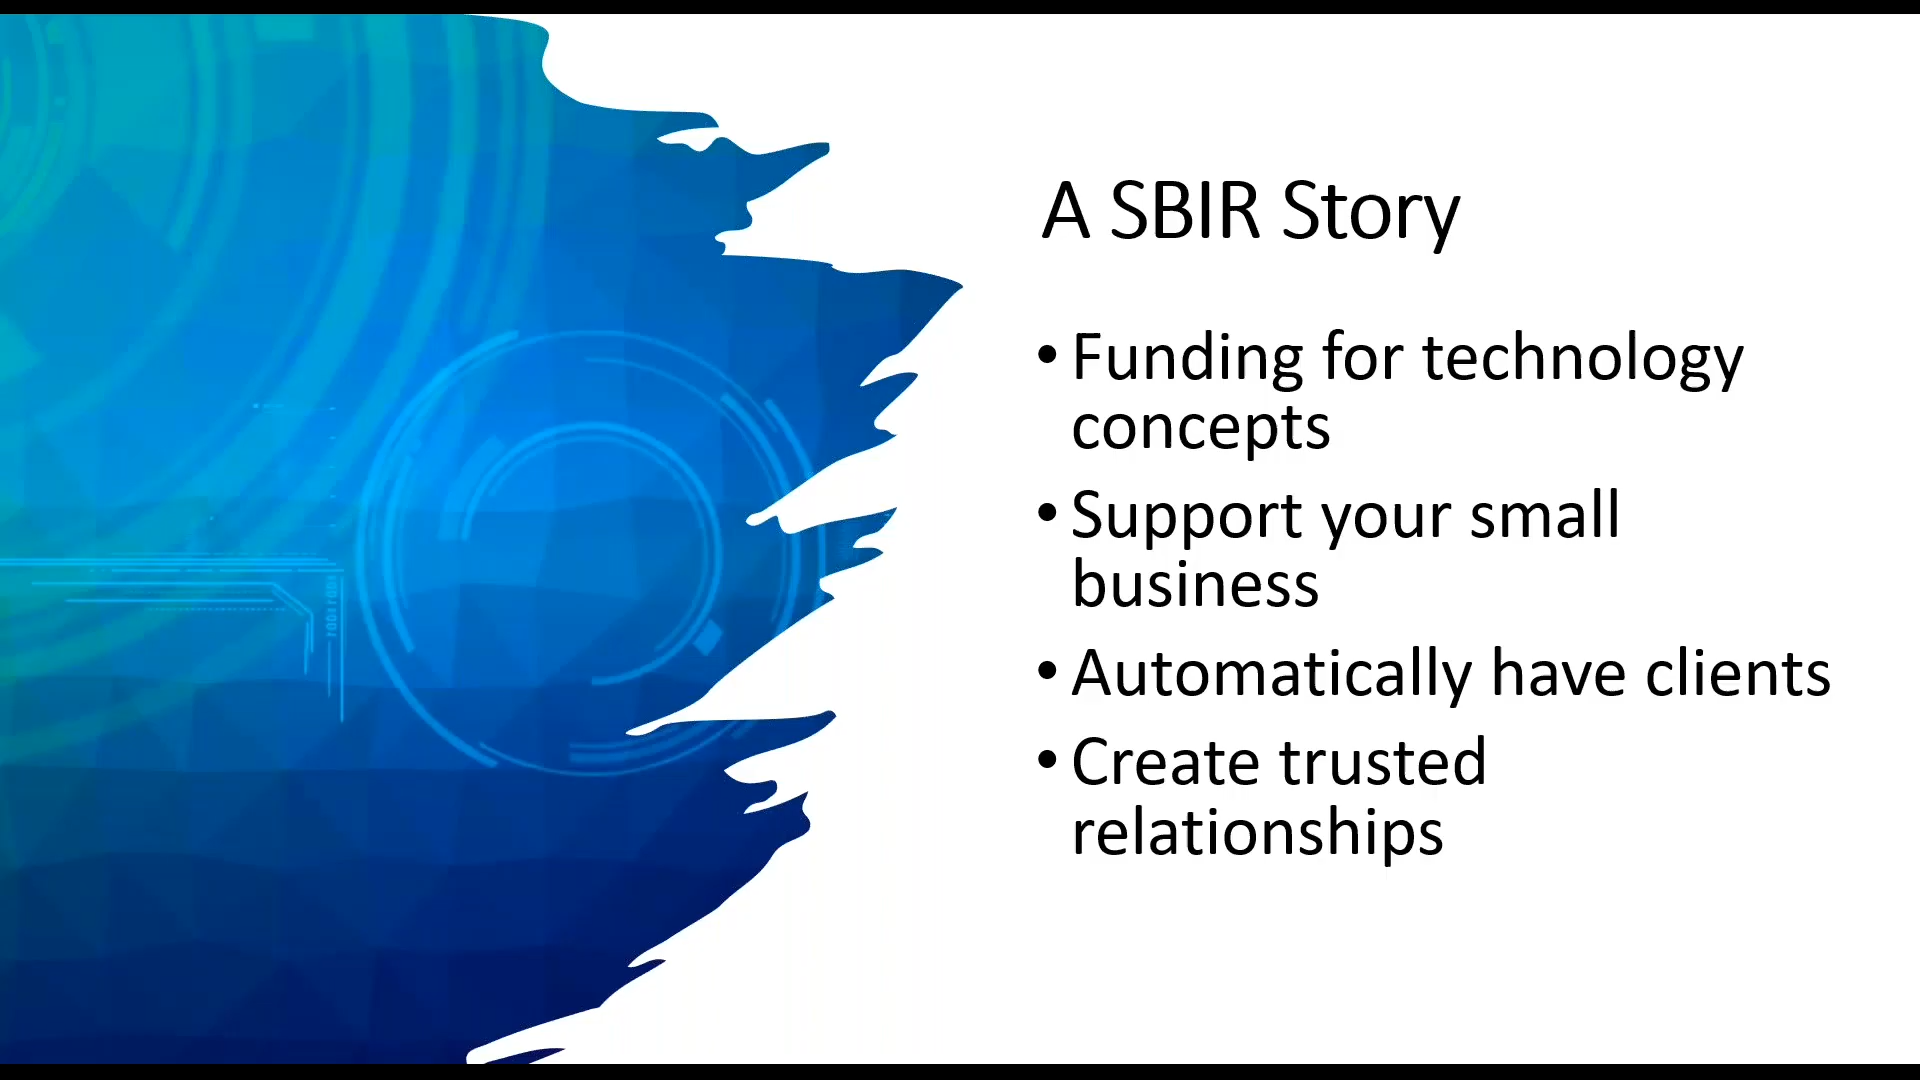 A SBIR Story
• Funding for technology
concepts
• Support your small
business
• Automatically have clients
• Create trusted
relationships